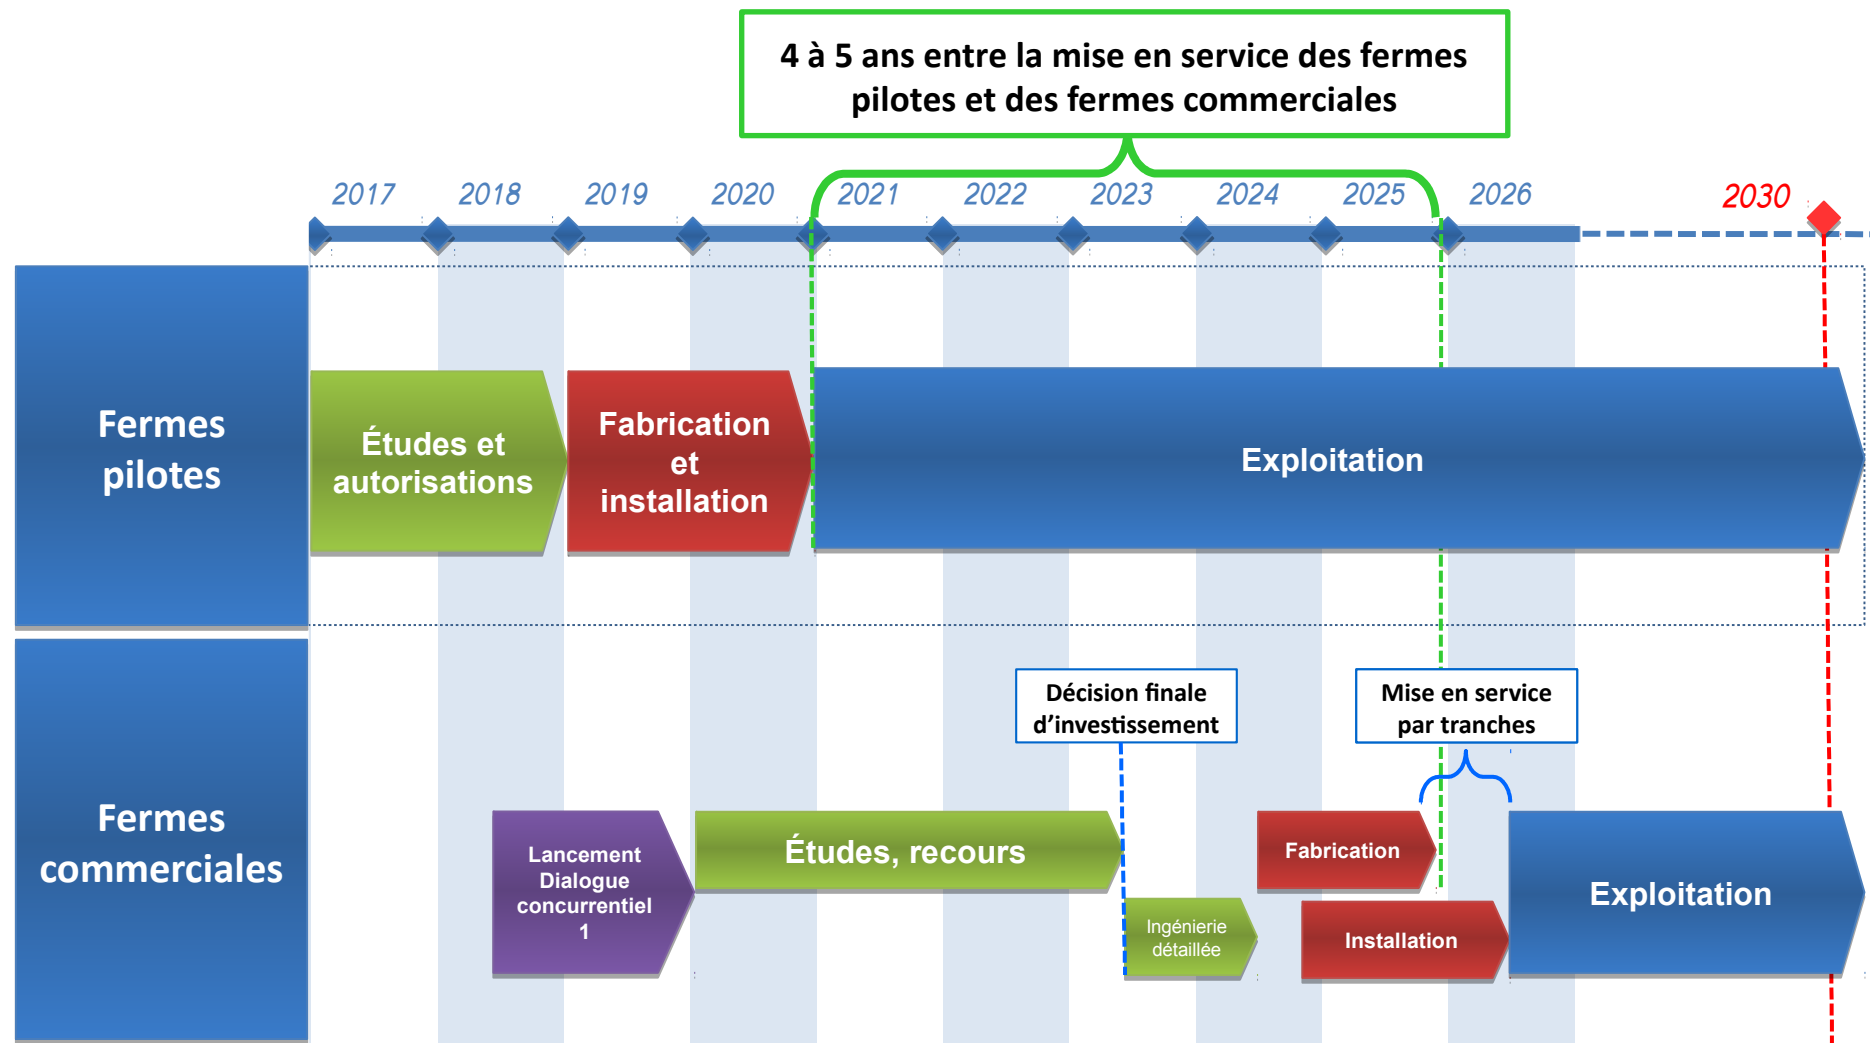 4 à 5 ans entre la mise en service des fermes
pilotes et des fermes commerciales
2017
2018
2019
2020
2021
2022
2023
2024
2025
2026
2030
Fermes
pilotes
Études et
autorisations
Fabrication
et
installation
Exploitation
Fermes
commerciales
Décision finale
d’investissement
Mise en service
par tranches
Lancement
Dialogue
concurrentiel
1
Études, recours
Ingénierie
détaillée
Fabrication
Installation
Exploitation